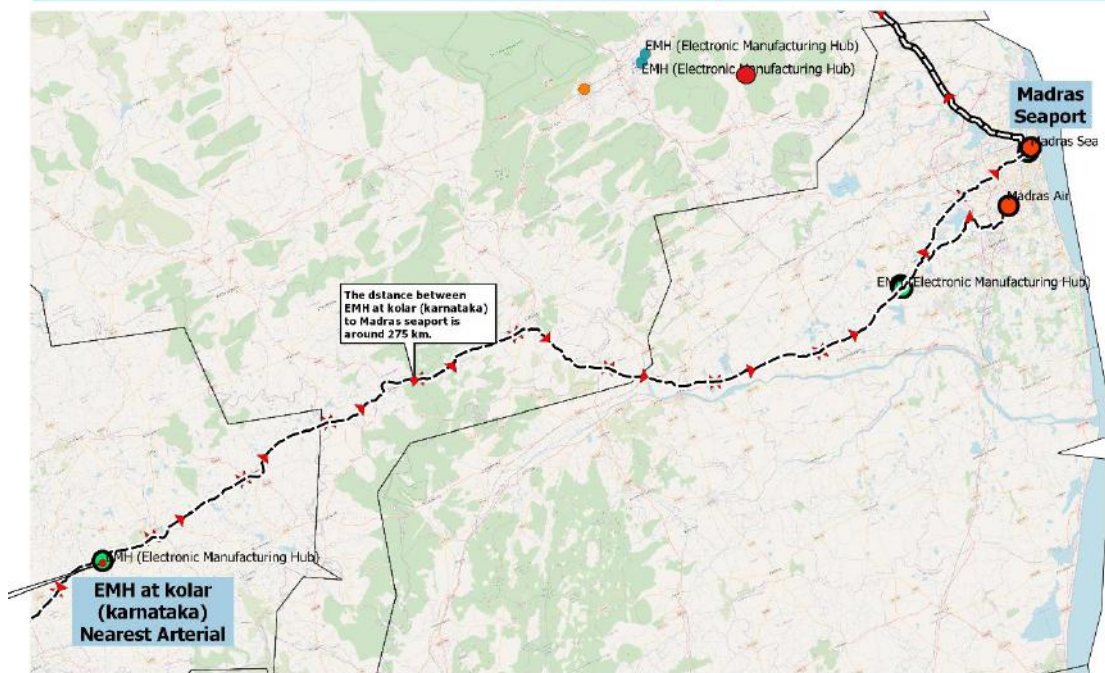 EMH (Electronic Manufacturing Hub)
EMH (Electronic Manufacturing Hub)
Madras
Seaport
Madras Sea
Madras Air
EMH (Electronic Manufacturing Hub)
The dstance between
EMH at kolar (karnataka)
to Madras seaport is
around 275 km.
EMH (Electronic Manufacturing Hub)
EMH at kolar
(karnataka)
Nearest Arterial